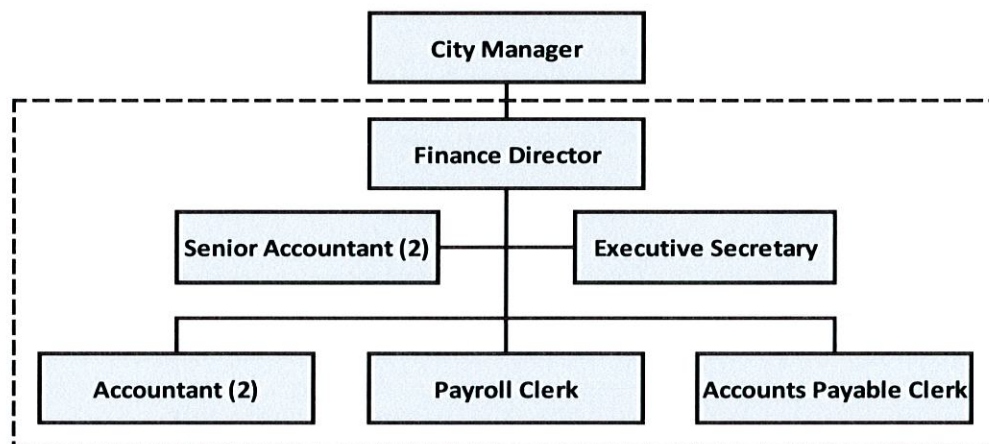 City Manager
Finance Director
Senior Accountant (2)
Executive Secretary
Accountant (2)
Payroll Clerk
Accounts Payable Clerk